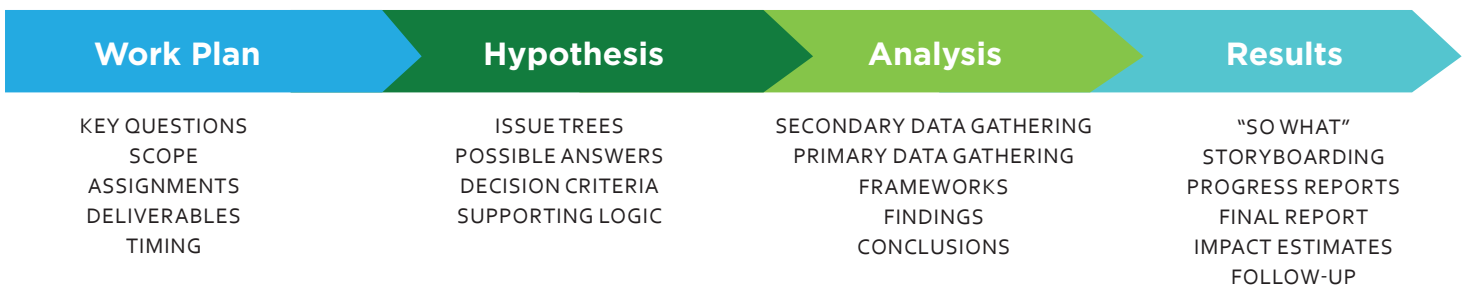 Work Plan
KEY QUESTIONS
SCOPE
ASSIGNMENTS
DELIVERABLES
TIMING
Hypothesis
ISSUE TREES
POSSIBLE ANSWERS
DECISION CRITERIA
SUPPORTING LOGIC
Analysis
SECONDARY DATA GATHERING
PRIMARY DATA GATHERING
FRAMEWORKS
FINDINGS
CONCLUSIONS
Results
“SO WHAT”
STORYBOARDING
PROGRESS REPORTS
FINAL REPORT
IMPACT ESTIMATES
FOLLOW-UP